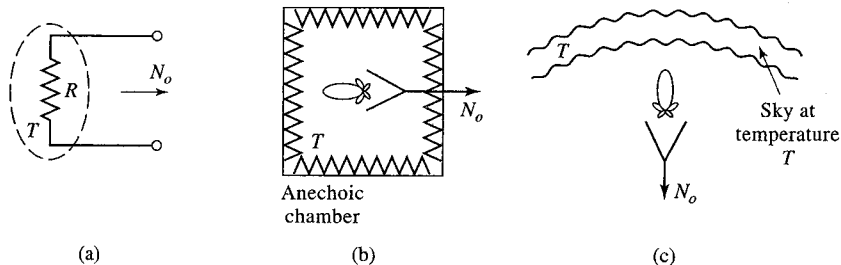 T
R
N_o
(a)
T
N_o
Anechoic
chamber
(b)
T
Sky at
temperature
T
N_o
(c)